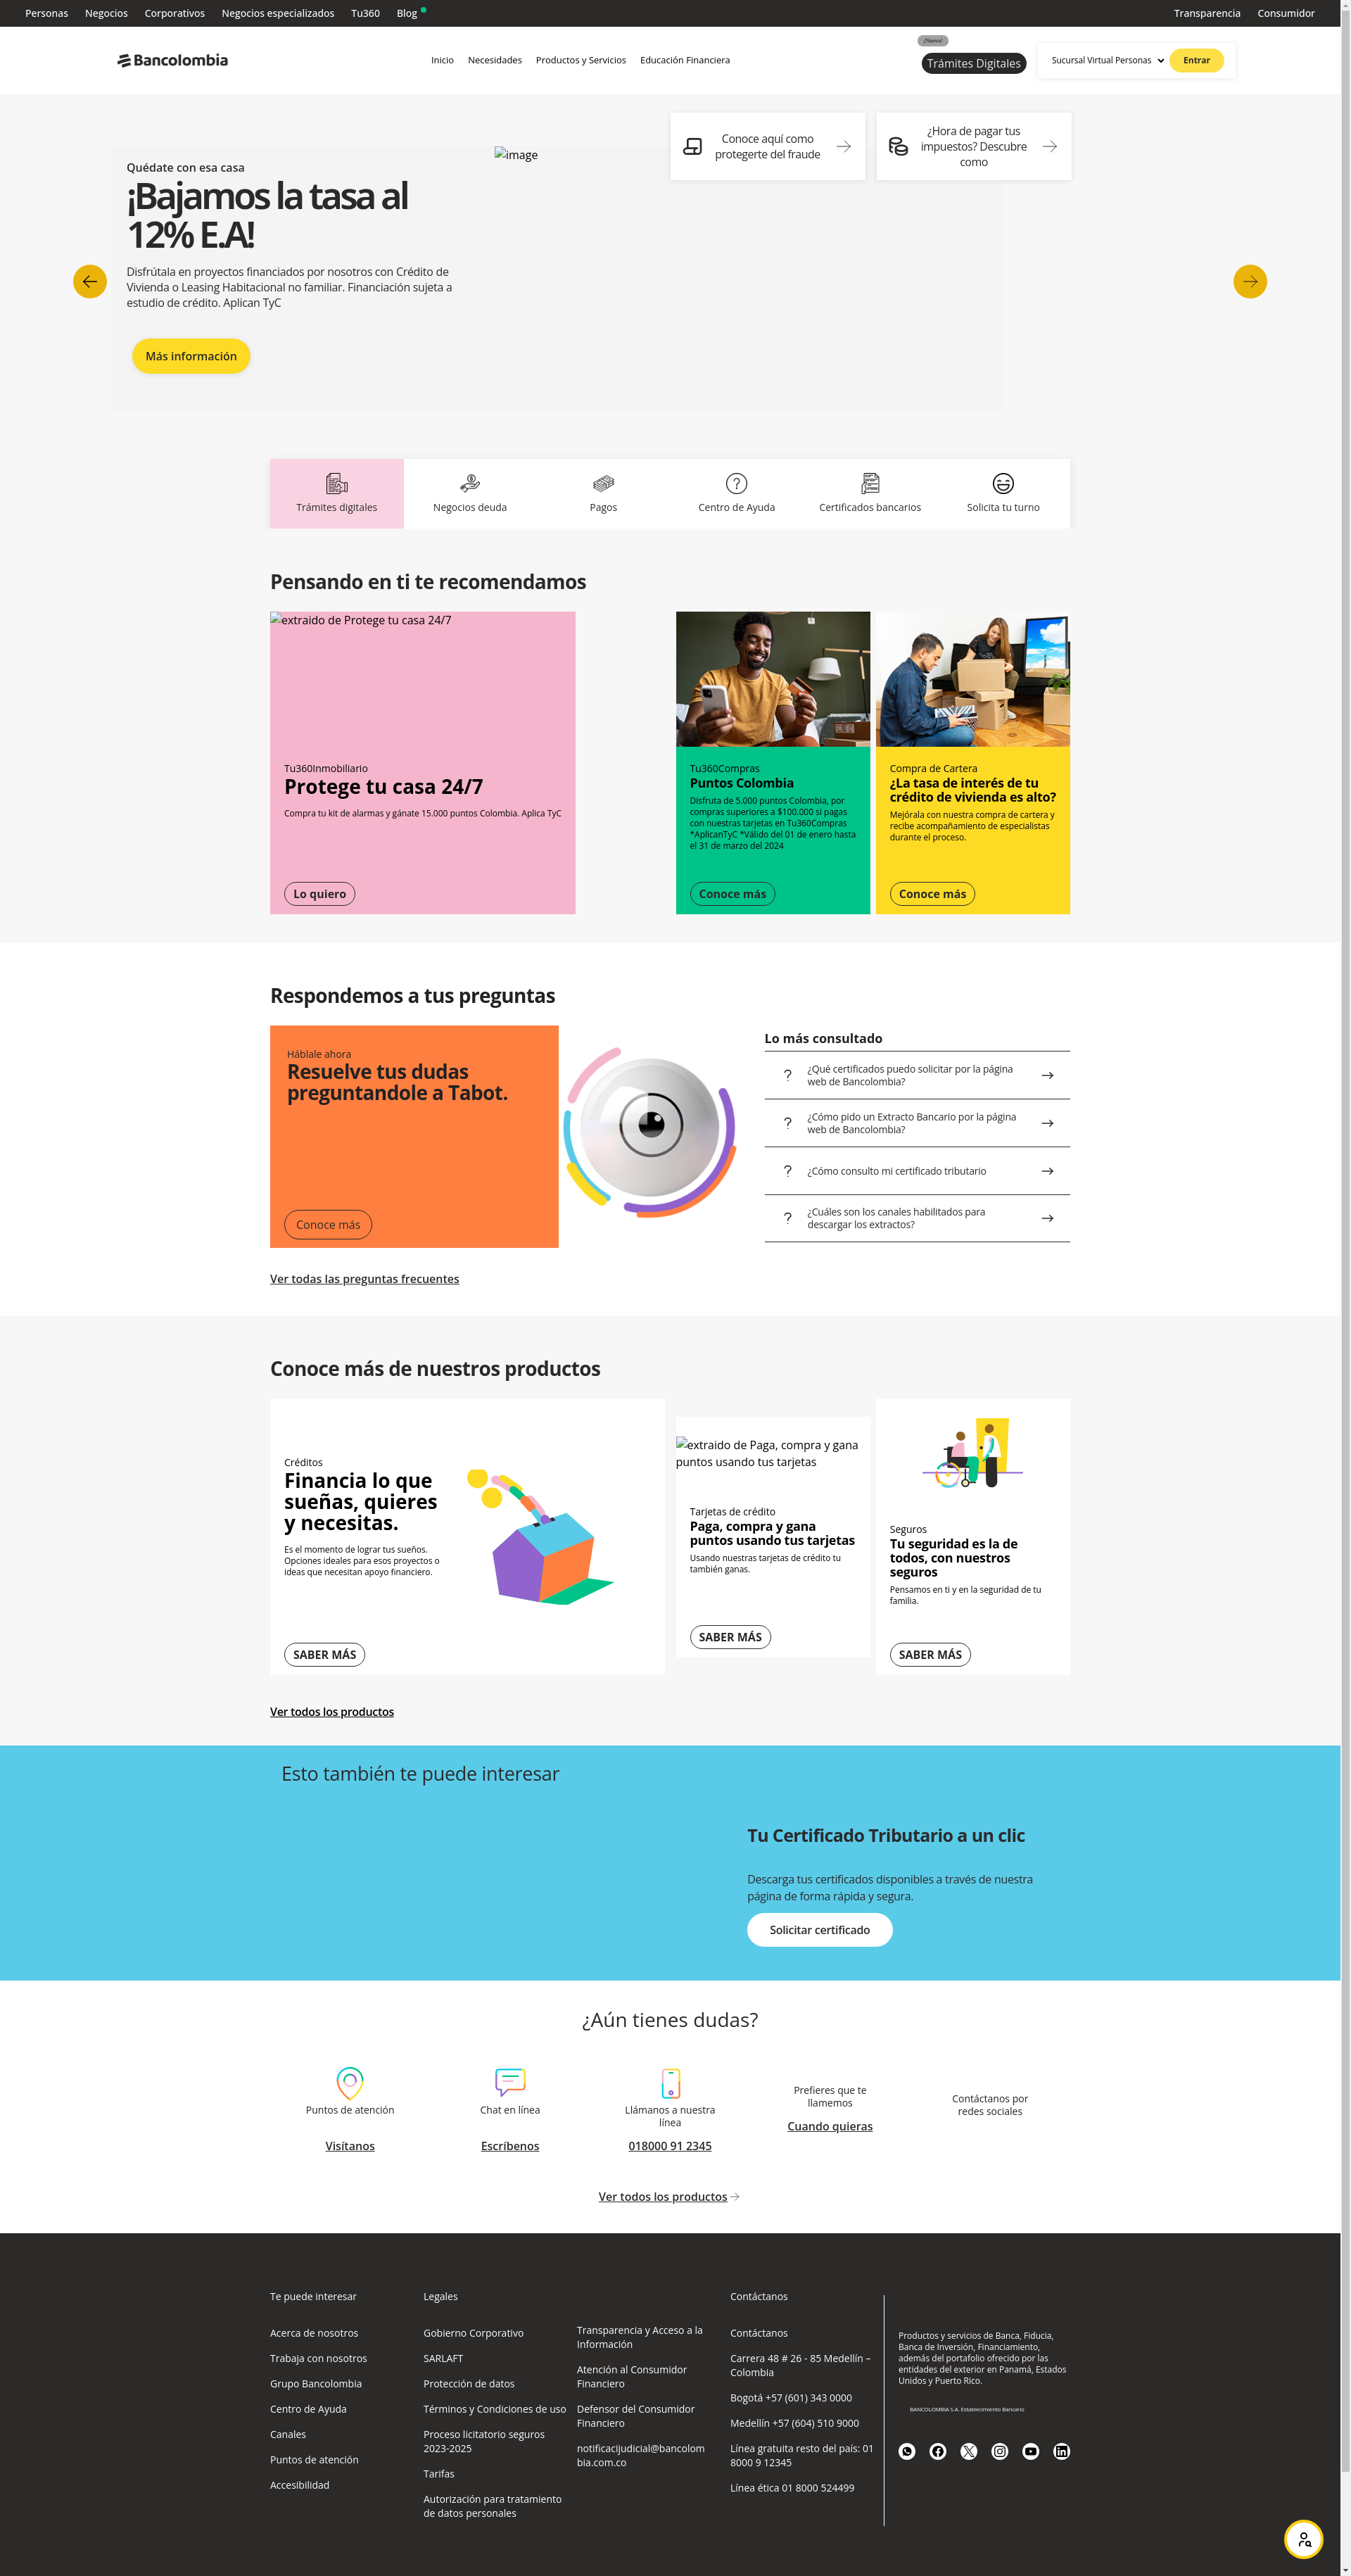 Personas Negocios Corporativos Negocios especializados Tu360 Blog Transparencia Consumidor
Bancolombia
Inicio Necesidades Productos y Servicios Educación Financiera
¡Nuevo!
Trámites Digitales
Sucursal Virtual Personas
Entrar
Conoce aquí como
protegerte del fraude
¿Hora de pagar tus
impuestos? Descubre
como
image
Quédate con esa casa
¡Bajamos la tasa al
12% E.A!
Disfrútala en proyectos financiados por nosotros con Crédito de
Vivienda o Leasing Habitacional no familiar. Financiación sujeta a
estudio de crédito. Aplican TyC
Más información
Trámites digitales
Negocios deuda
Pagos
Centro de Ayuda
Certificados bancarios
Solicita tu turno
Pensando en ti te recomendamos
extraido de Protege tu casa 24/7
Tu360Inmobiliario
Protege tu casa 24/7
Compra tu kit de alarmas y gánate 15.000 puntos Colombia. Aplica TyC
Lo quiero
Tu360Compras
Puntos Colombia
Disfruta de 5.000 puntos Colombia, por
compras superiores a $100.000 si pagas
con nuestras tarjetas en Tu360Compras
*AplicanTyC *Válido del 01 de enero hasta
el 31 de marzo del 2024
Conoce más
Compra de Cartera
¿La tasa de interés de tu
crédito de vivienda es alto?
Mejórala con nuestra compra de cartera y
recibe acompañamiento de especialistas
durante el proceso.
Conoce más
Respondemos a tus preguntas
Háblale ahora
Resuelve tus dudas
preguntandole a Tabot.
Conoce más
Lo más consultado
¿Qué certificados puedo solicitar por la página
web de Bancolombia?
¿Cómo pido un Extracto Bancario por la página
web de Bancolombia?
¿Cómo consulto mi certificado tributario
¿Cuáles son los canales habilitados para
descargar los extractos?
Ver todas las preguntas frecuentes
Conoce más de nuestros productos
Créditos
Financia lo que
sueñas, quieres
y necesitas.
Es el momento de lograr tus sueños.
Opciones ideales para esos proyectos o
ideas que necesitan apoyo financiero.
SABER MÁS
extraido de Paga, compra y gana
puntos usando tus tarjetas
Tarjetas de crédito
Paga, compra y gana
puntos usando tus tarjetas
Usando nuestras tarjetas de crédito tu
también ganas.
SABER MÁS
Seguros
Tu seguridad es la de
todos, con nuestros
seguros
Pensamos en ti y en la seguridad de tu
familia.
SABER MÁS
Ver todos los productos
Esto también te puede interesar
Tu Certificado Tributario a un clic
Descarga tus certificados disponibles a través de nuestra
página de forma rápida y segura.
Solicitar certificado
¿Aún tienes dudas?
Puntos de atención
Visítanos
Chat en línea
Escríbenos
Llámanos a nuestra
línea
018000 91 2345
Prefieres que te
llamemos
Cuando quieras
Contáctanos por
redes sociales
Ver todos los productos
Te puede interesar
Acerca de nosotros
Trabaja con nosotros
Grupo Bancolombia
Centro de Ayuda
Canales
Puntos de atención
Accesibilidad
Legales
Gobierno Corporativo
SARLAFT
Protección de datos
Términos y Condiciones de uso
Proceso licitatorio seguros
2023-2025
Tarifas
Autorización para tratamiento
de datos personales
Transparencia y Acceso a la
Información
Atención al Consumidor
Financiero
Defensor del Consumidor
Financiero
notificacijudicial@bancolom
bia.com.co
Contáctanos
Contáctanos
Carrera 48 # 26 - 85 Medellín –
Colombia
Bogotá +57 (601) 343 0000
Medellín +57 (604) 510 9000
Línea gratuita resto del país: 01
8000 9 12345
Línea ética 01 8000 524499
Productos y servicios de Banca, Fiducia,
Banca de Inversión, Financiamiento,
además del portafolio ofrecido por las
entidades del exterior en Panamá, Estados
Unidos y Puerto Rico.
BANCOLOMBIA S.A. Establecimiento Bancario